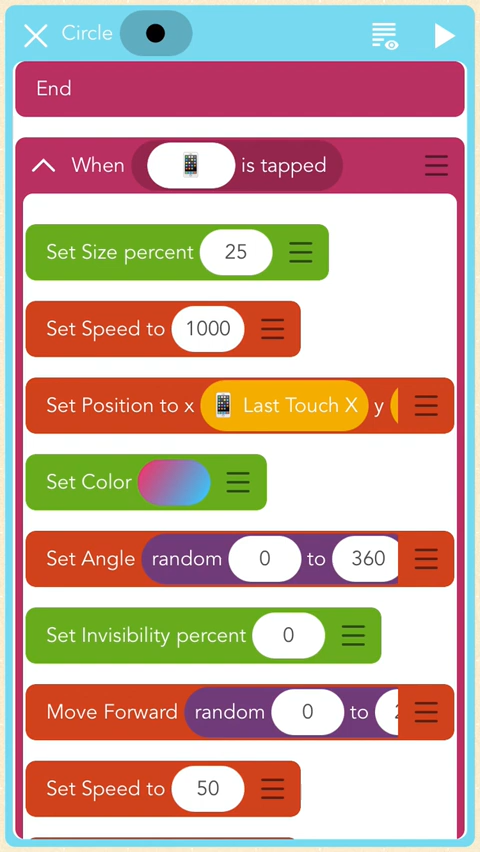 Circle
End
When is tapped
Set Size percent 25
Set Speed to 1000
Set Position to x Last Touch X y
Set Color
Set Angle random 0 to 360
Set Invisibility percent 0
Move Forward random 0 to
Set Speed to 50